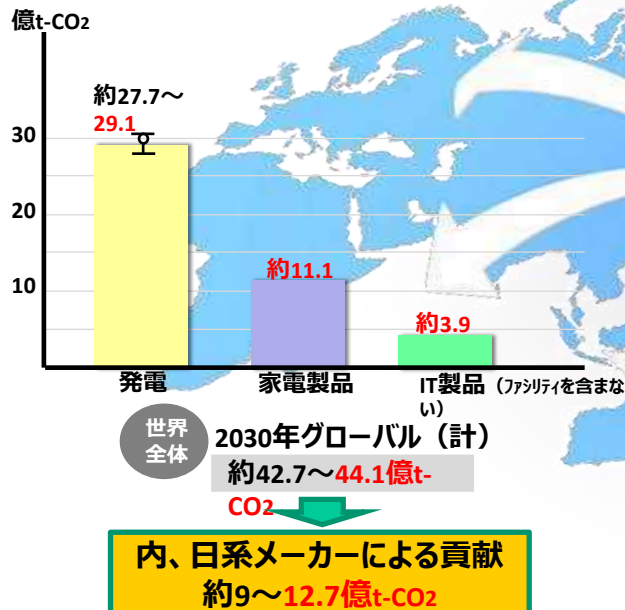 億t-CO2
約27.7～
29.1
30
20
10
約11.1
約3.9
発電
家電製品
IT製品（ファシリティを含まな
い）
世界
全体
2030年グローバル（計）
約42.7～44.1億t-
CO2
内、日系メーカーによる貢献
約9～12.7億t-CO2